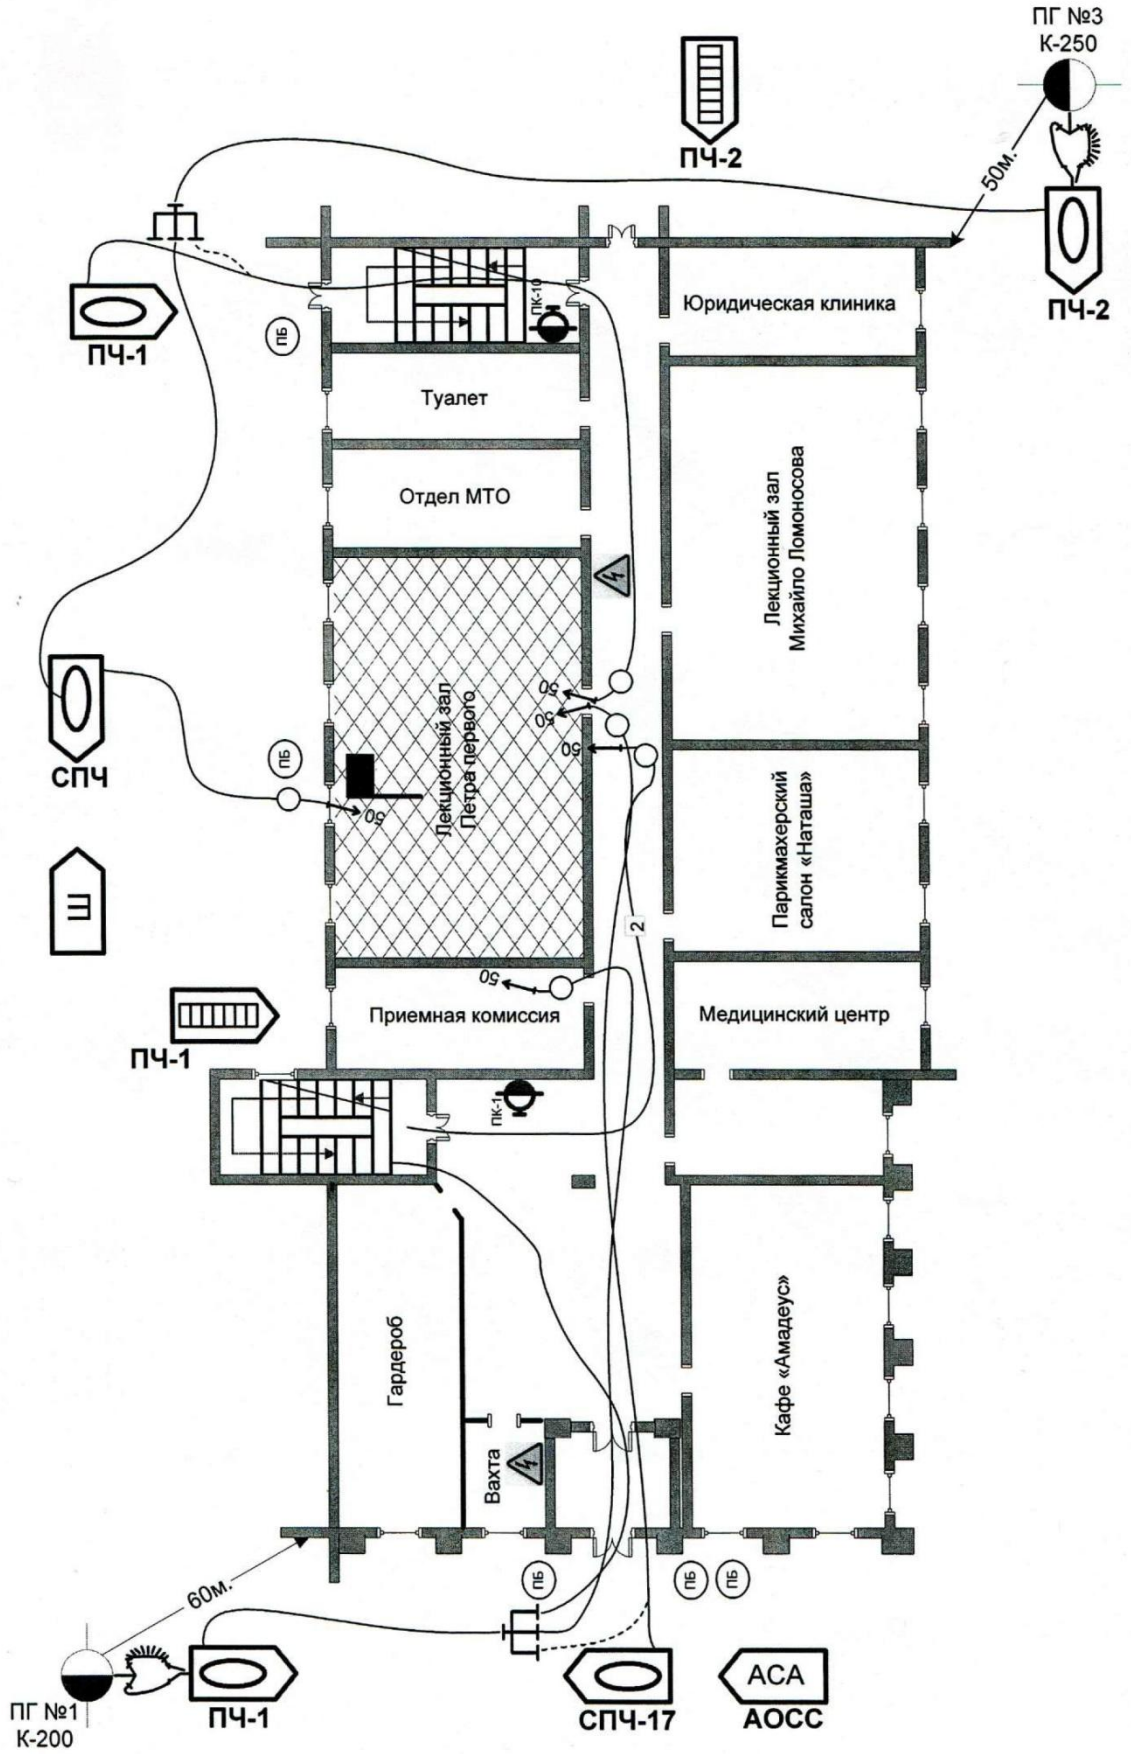 ПГ №3
К-250
50м.
ПЧ-2
ПЧ-2
ПЧ-1
ПБ
ПК-10
Юридическая клиника
Туалет
Отдел МТО
Лекционный зал
Михайло Ломоносова
Лекционный зал
Петра первого
50
50
50
50
СПЧ
ПБ
Ш
Парикмахерский
салон «Наташа»
2
50
Приемная комиссия
Медицинский центр
ПЧ-1
ПК-1
Гардероб
Кафе «Амадеус»
Вахта
ПБ
ПБ
ПБ
60м.
ПГ №1
К-200
ПЧ-1
СПЧ-17
АСА
АОСС